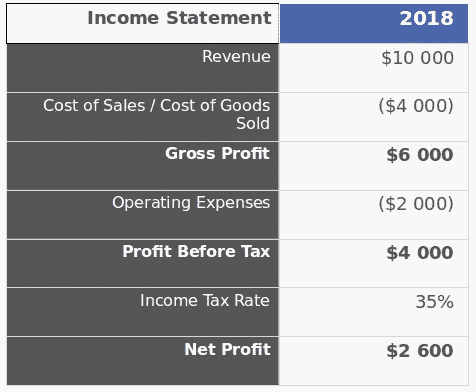 Income Statement 2018
Revenue $10 000
Cost of Sales / Cost of Goods
Sold ($4 000)
Gross Profit $6 000
Operating Expenses ($2 000)
Profit Before Tax $4 000
Income Tax Rate 35%
Net Profit $2 600